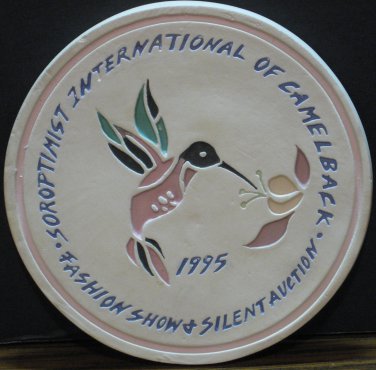 SOROPTIMIST INTERNATIONAL OF CAMELBACK
• FASHION SHOW & SILENT AUCTION •
1995